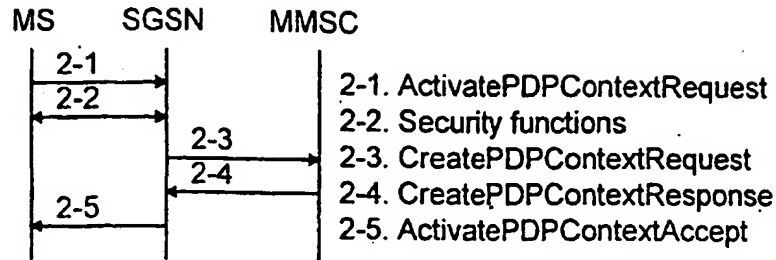 MS SGSN MMSC
2-1
2-2
2-3
2-4
2-5
2-1. ActivatePDPContextRequest
2-2. Security functions
2-3. CreatePDPContextRequest
2-4. CreatePDPContextResponse
2-5. ActivatePDPContextAccept